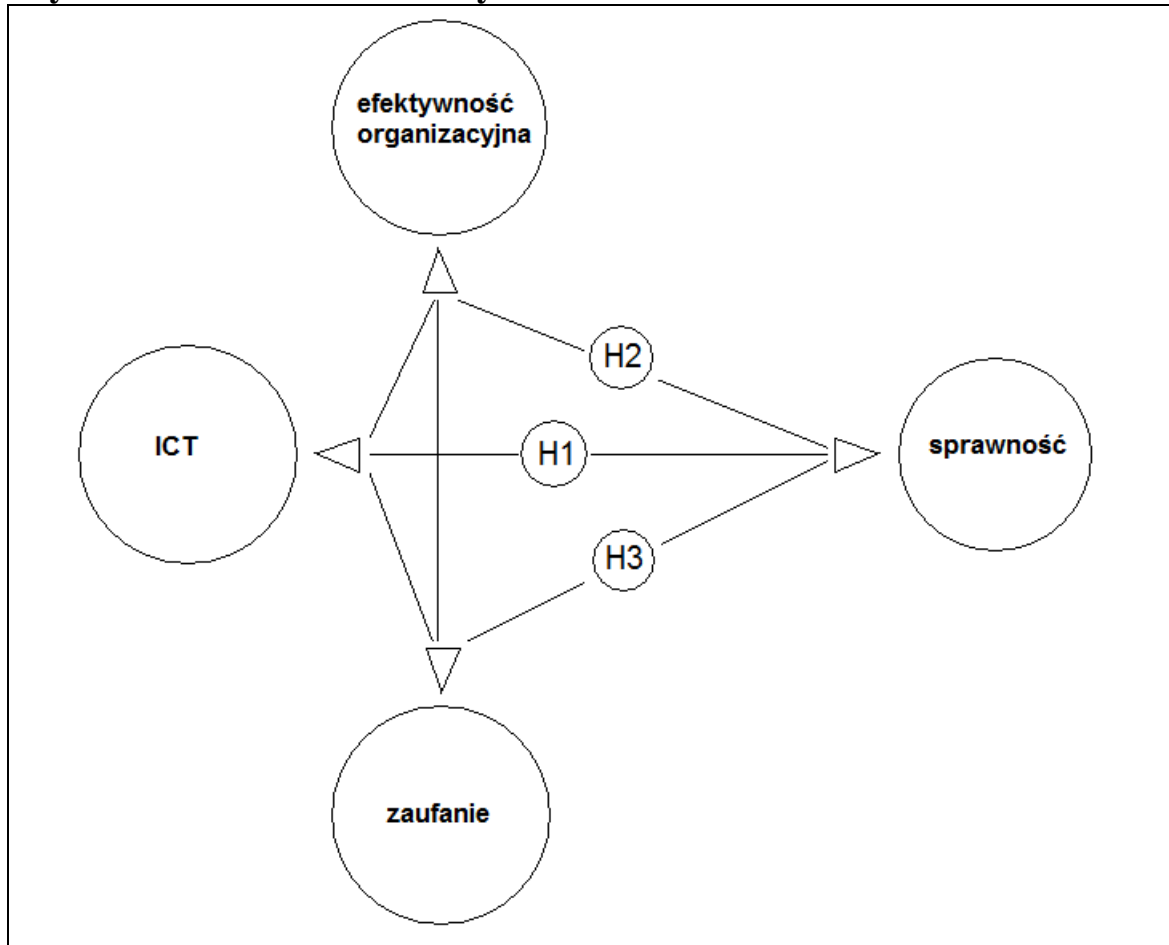 efektywność
organizacyjna
H2
ICT
H1
sprawność
H3
zaufanie